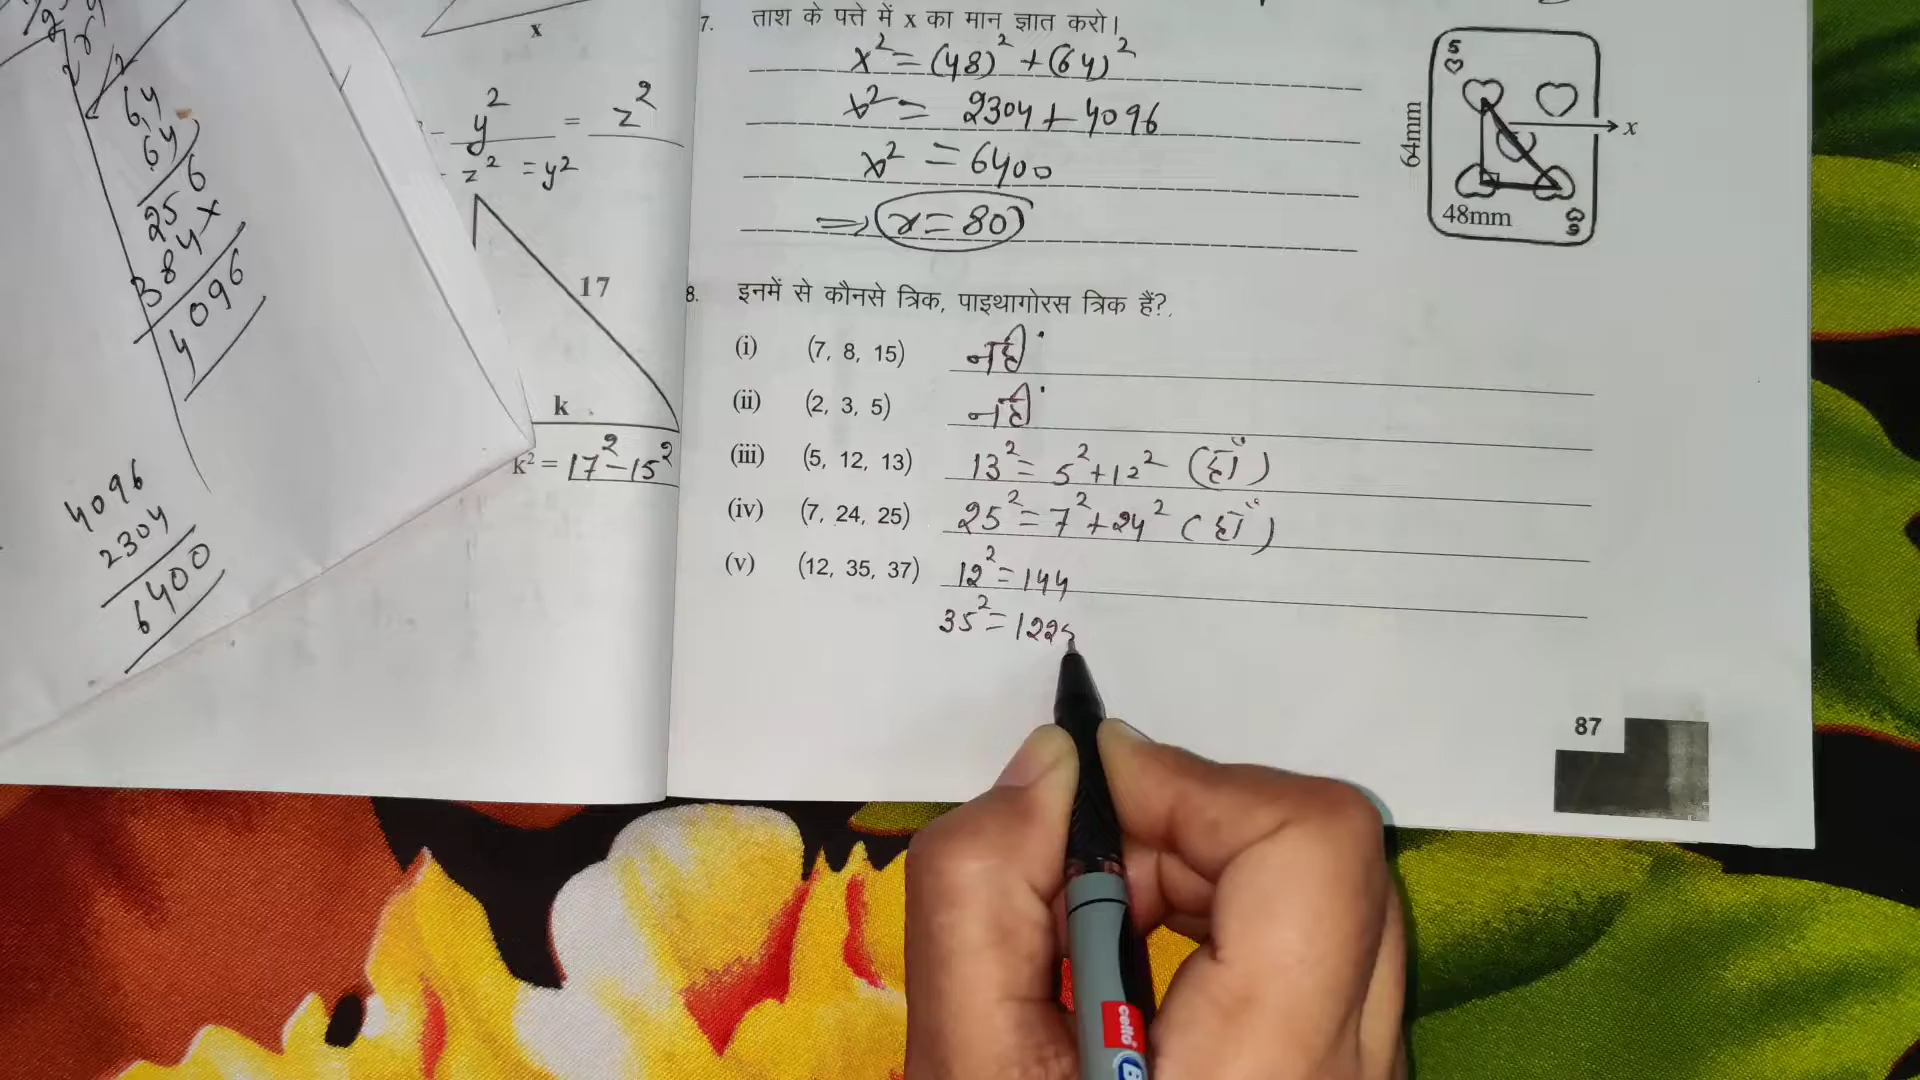 64
64
256
384×
4096
4096
2304
6400
x
y² = z²
z² = y²
17
k
k² = 17²-15²
7. ताश के पत्ते में x का मान ज्ञात करो।
x² = (48)² + (64)²
x² = 2304 + 4096
x² = 6400
⇒ x = 80
5
64mm
x
48mm
5
8. इनमें से कौनसे त्रिक, पाइथागोरस त्रिक हैं?
(i) (7, 8, 15) नहीं
(ii) (2, 3, 5) नहीं
(iii) (5, 12, 13) 13² = 5² + 12² (हाँ)
(iv) (7, 24, 25) 25² = 7² + 24² (हाँ)
(v) (12, 35, 37) 12² = 144
35² = 1225
87
cello